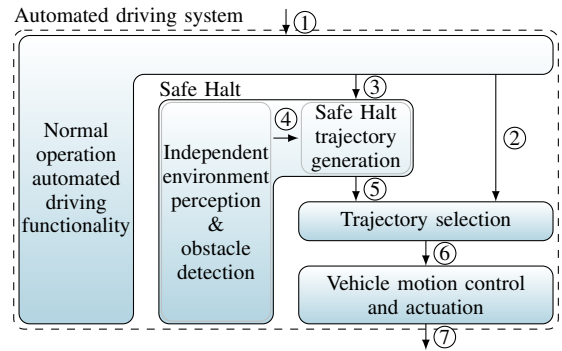 Automated driving system
①
Safe Halt
③
Normal
operation
automated
driving
functionality
④
Safe Halt
trajectory
generation
②
Independent
environment
perception
&
obstacle
detection
⑤
Trajectory selection
⑥
Vehicle motion control
and actuation
⑦